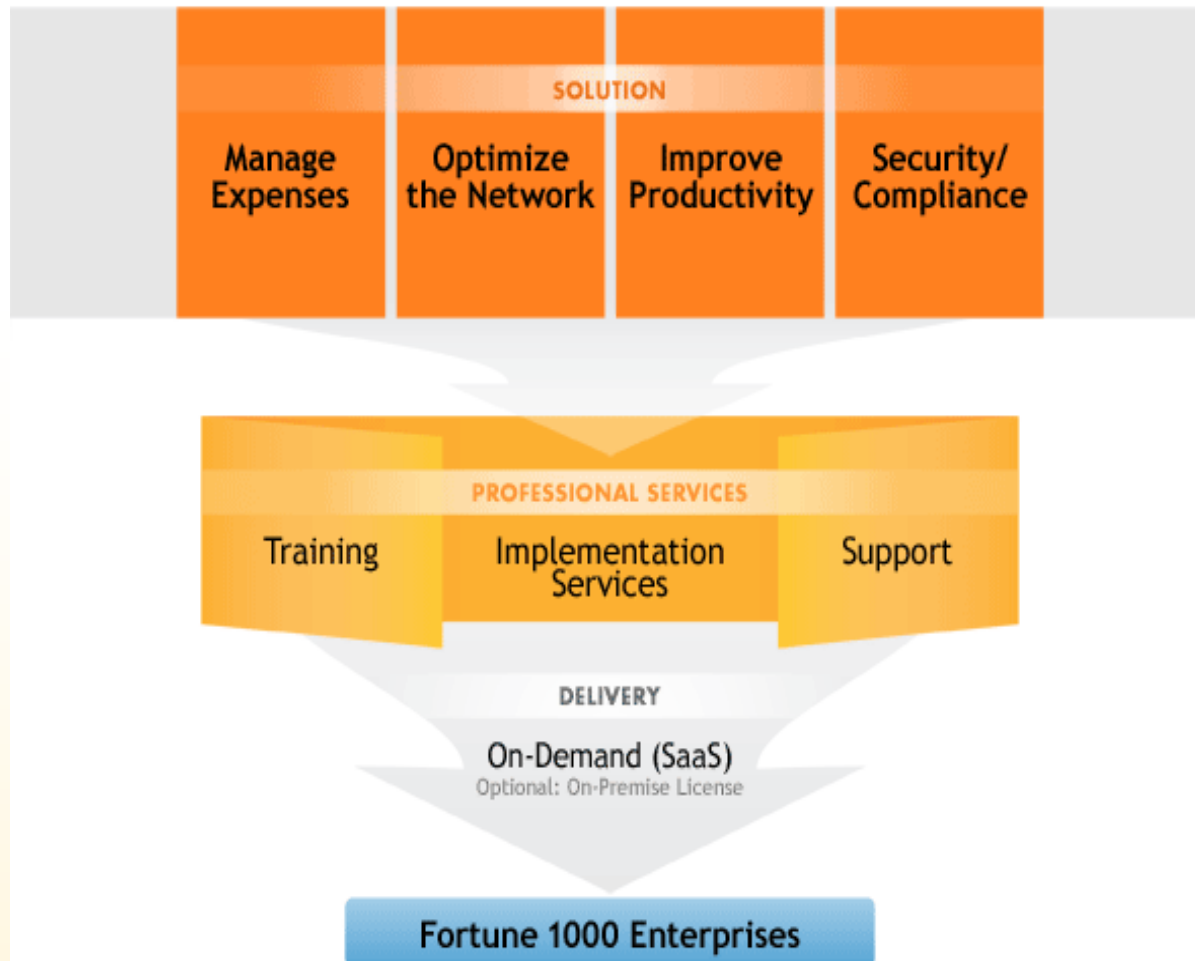 SOLUTION
Manage
Expenses
Optimize
the Network
Improve
Productivity
Security/
Compliance
PROFESSIONAL SERVICES
Training
Implementation
Services
Support
DELIVERY
On-Demand (SaaS)
Optional: On-Premise License
Fortune 1000 Enterprises